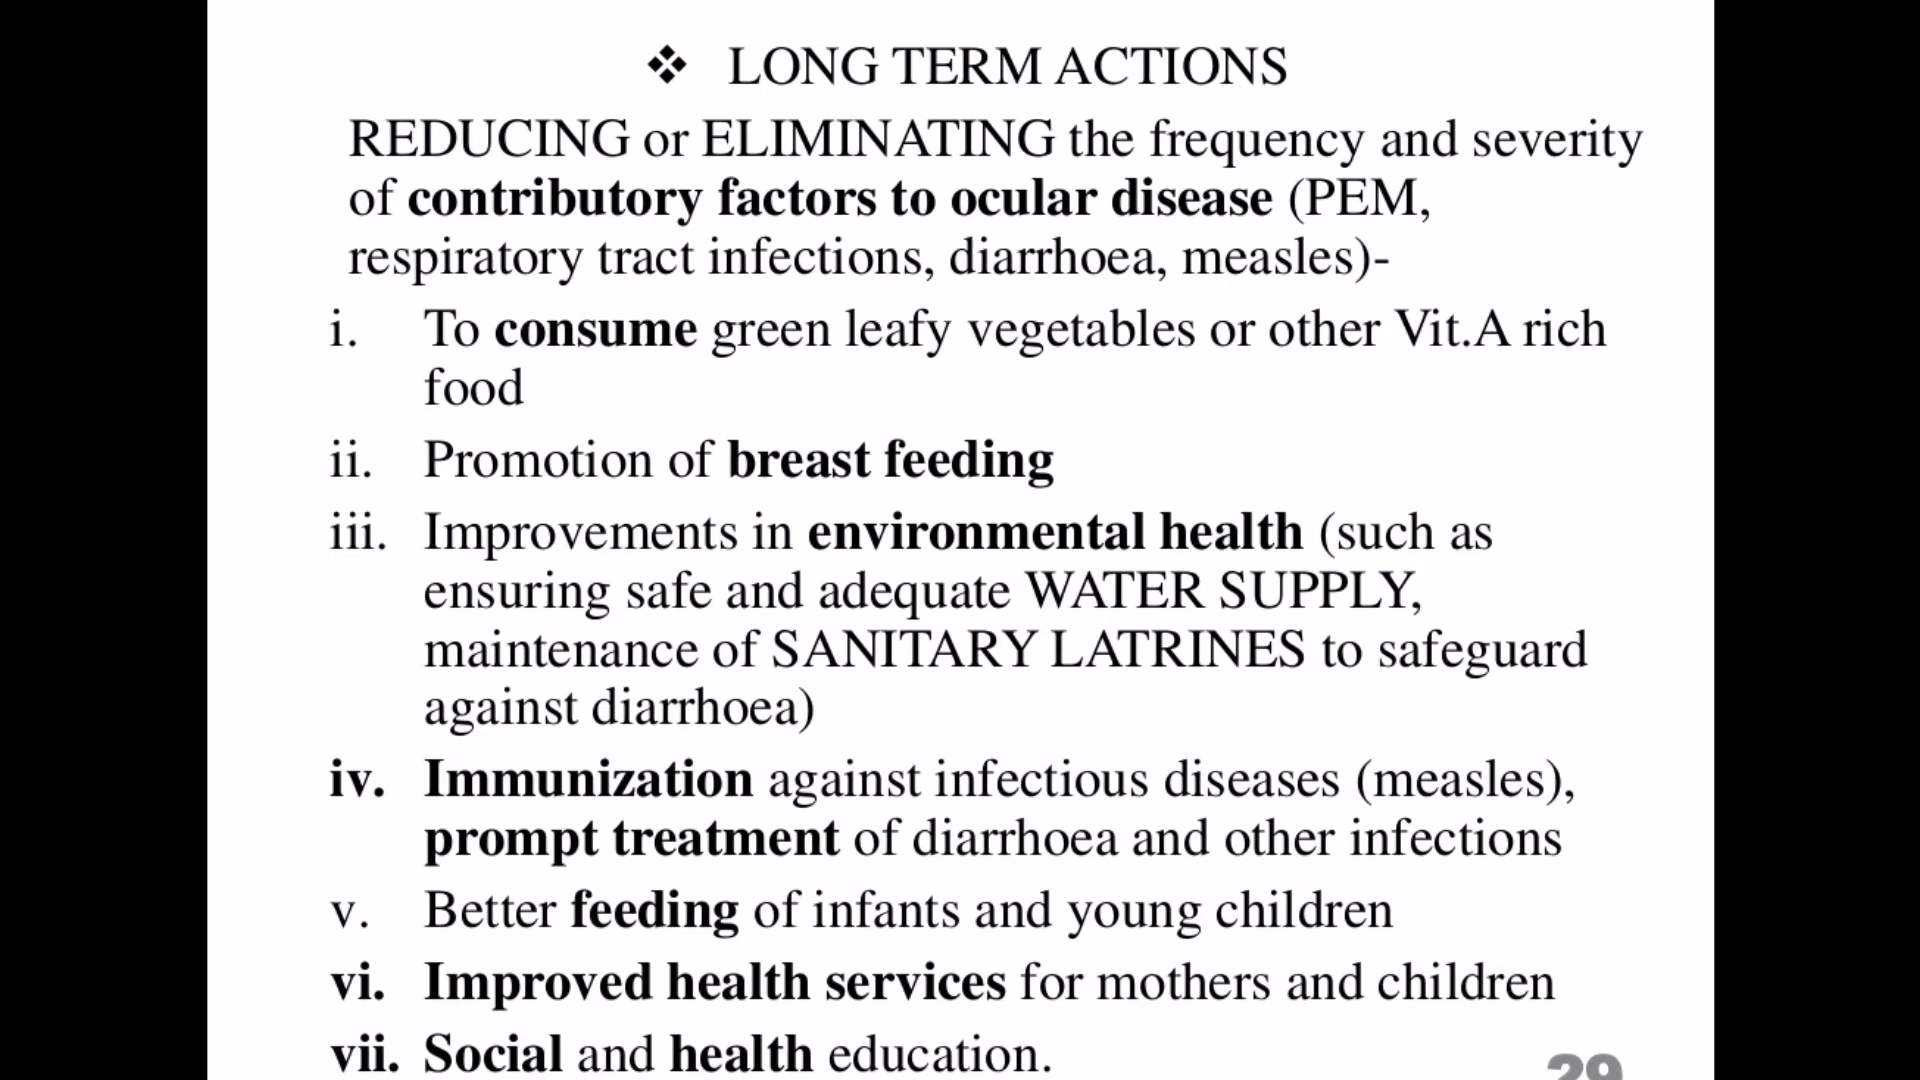 ❖ LONG TERM ACTIONS
REDUCING or ELIMINATING the frequency and severity
of contributory factors to ocular disease (PEM,
respiratory tract infections, diarrhoea, measles)-
i. To consume green leafy vegetables or other Vit.A rich
food
ii. Promotion of breast feeding
iii. Improvements in environmental health (such as
ensuring safe and adequate WATER SUPPLY,
maintenance of SANITARY LATRINES to safeguard
against diarrhoea)
iv. Immunization against infectious diseases (measles),
prompt treatment of diarrhoea and other infections
v. Better feeding of infants and young children
vi. Improved health services for mothers and children
vii. Social and health education.
29